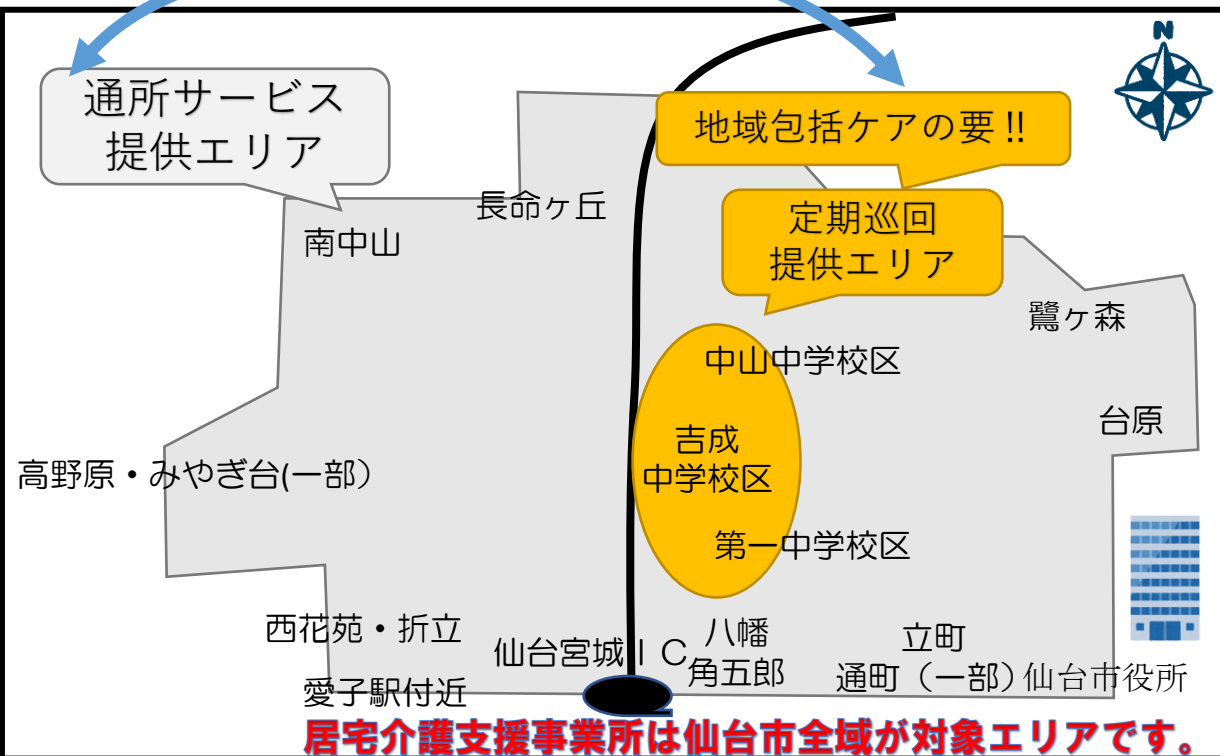 N
通所サービス
提供エリア
地域包括ケアの要!!
長命ヶ丘
定期巡回
提供エリア
南中山
鷺ヶ森
中山中学校区
台原
吉成
中学校区
高野原・みやぎ台(一部）
第一中学校区
西花苑・折立
仙台宮城ＩＣ
八幡
角五郎
立町
通町（一部）
仙台市役所
愛子駅付近
居宅介護支援事業所は仙台市全域が対象エリアです。